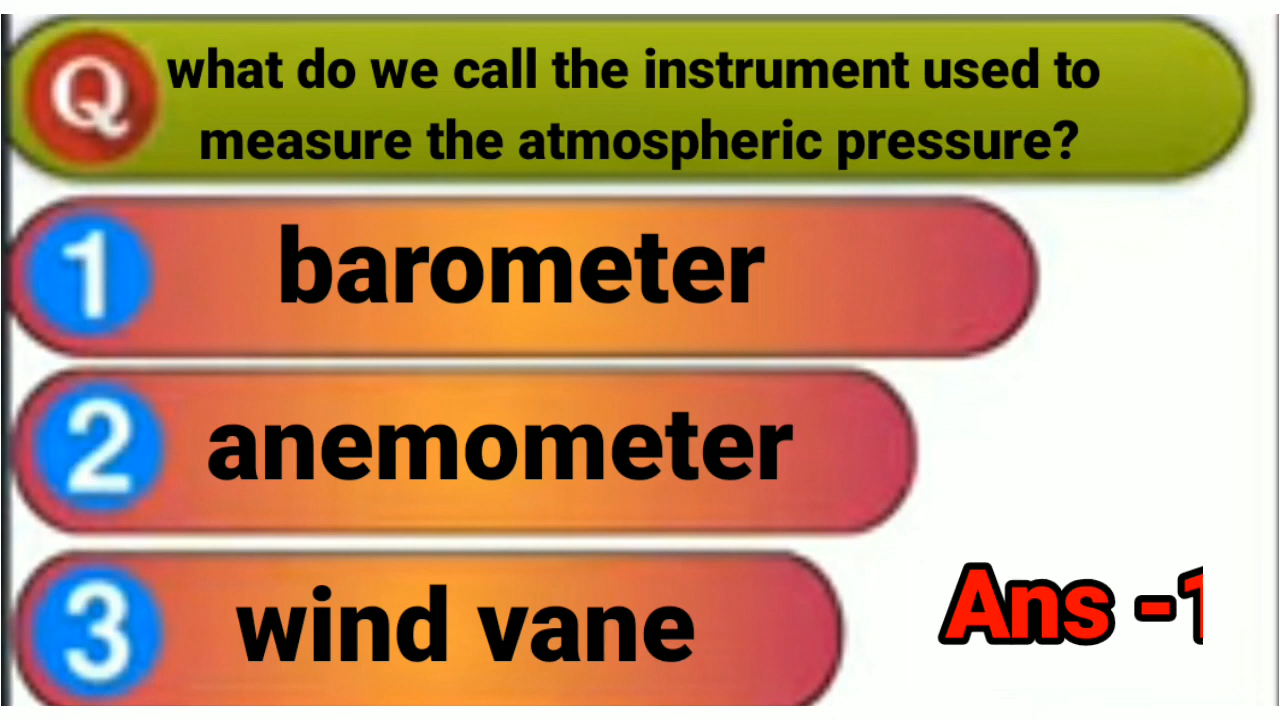 Q what do we call the instrument used to
measure the atmospheric pressure?
1 barometer
2 anemometer
3 wind vane
Ans -1